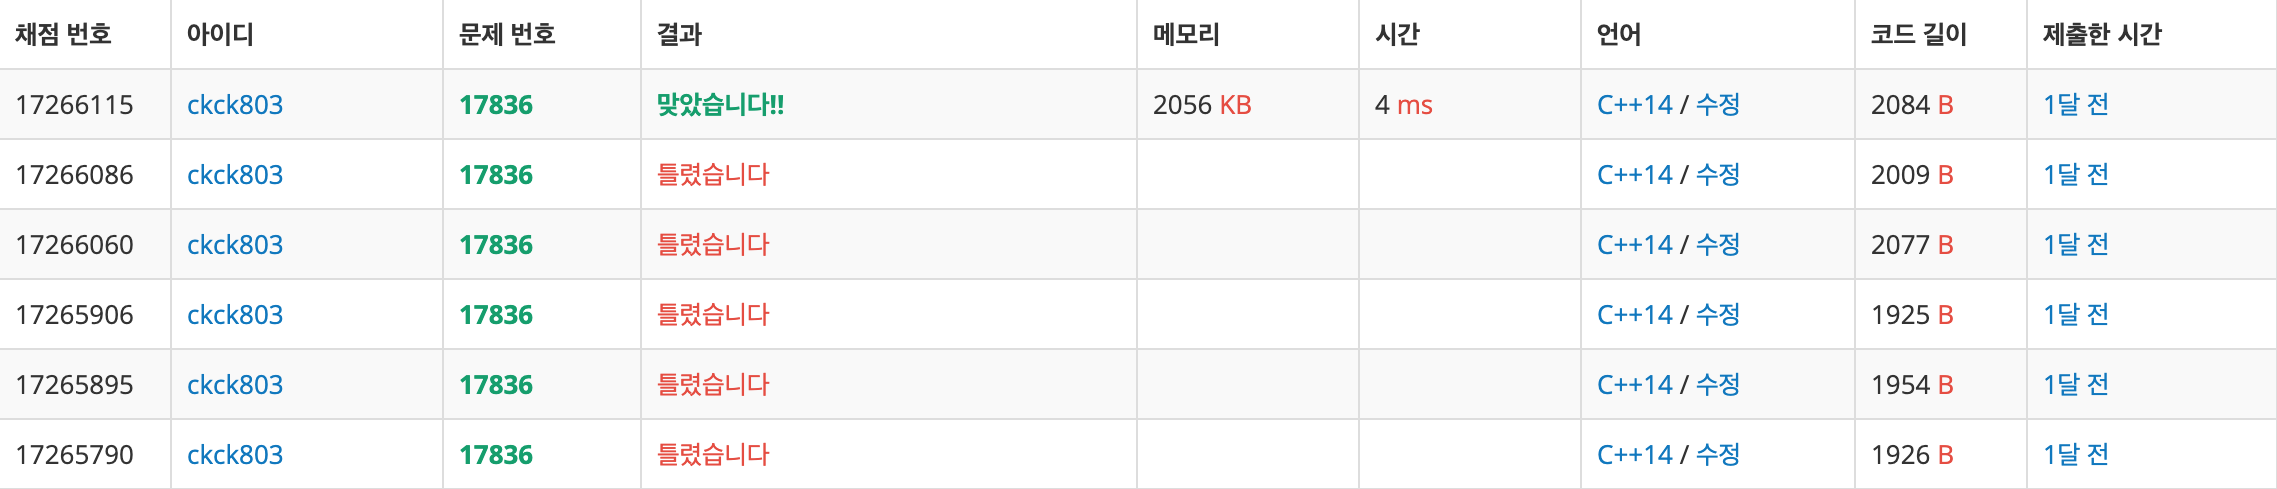 채점 번호 아이디 문제 번호 결과 메모리 시간 언어 코드 길이 제출한 시간
17266115 ckck803 17836 맞았습니다!! 2056 KB 4 ms C++14 / 수정 2084 B 1달 전
17266086 ckck803 17836 틀렸습니다 C++14 / 수정 2009 B 1달 전
17266060 ckck803 17836 틀렸습니다 C++14 / 수정 2077 B 1달 전
17265906 ckck803 17836 틀렸습니다 C++14 / 수정 1925 B 1달 전
17265895 ckck803 17836 틀렸습니다 C++14 / 수정 1954 B 1달 전
17265790 ckck803 17836 틀렸습니다 C++14 / 수정 1926 B 1달 전